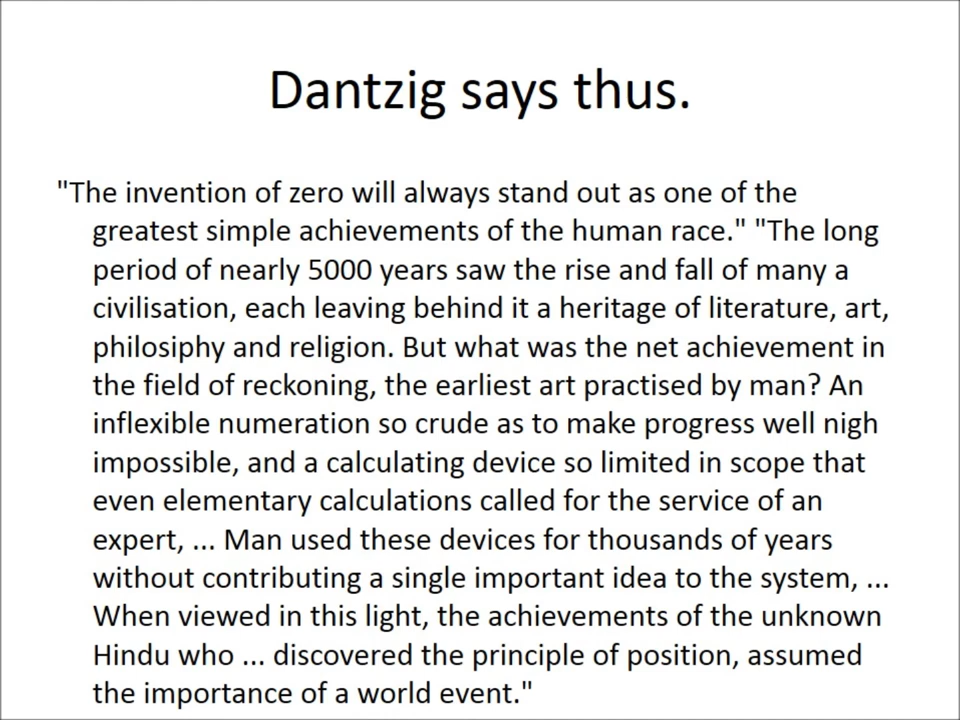 Dantzig says thus.
"The invention of zero will always stand out as one of the
greatest simple achievements of the human race." "The long
period of nearly 5000 years saw the rise and fall of many a
civilisation, each leaving behind it a heritage of literature, art,
philosiphy and religion. But what was the net achievement in
the field of reckoning, the earliest art practised by man? An
inflexible numeration so crude as to make progress well nigh
impossible, and a calculating device so limited in scope that
even elementary calculations called for the service of an
expert, ... Man used these devices for thousands of years
without contributing a single important idea to the system, ...
When viewed in this light, the achievements of the unknown
Hindu who ... discovered the principle of position, assumed
the importance of a world event."